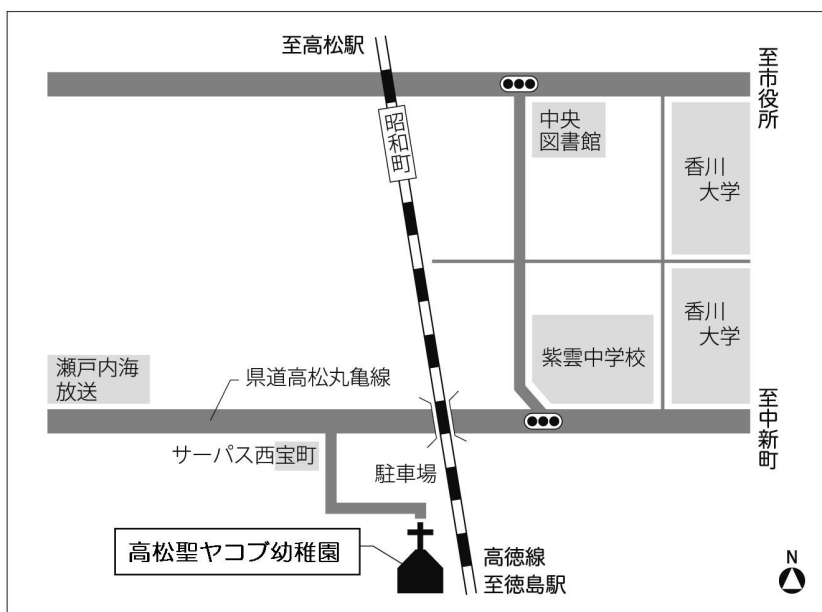 至高松駅
至市役所
昭和町
中央
図書館
香川
大学
香川
大学
紫雲中学校
瀬戸内海
放送
県道高松丸亀線
至中新町
サーパス西宝町
駐車場
高松聖ヤコブ幼稚園
高徳線
至徳島駅
N